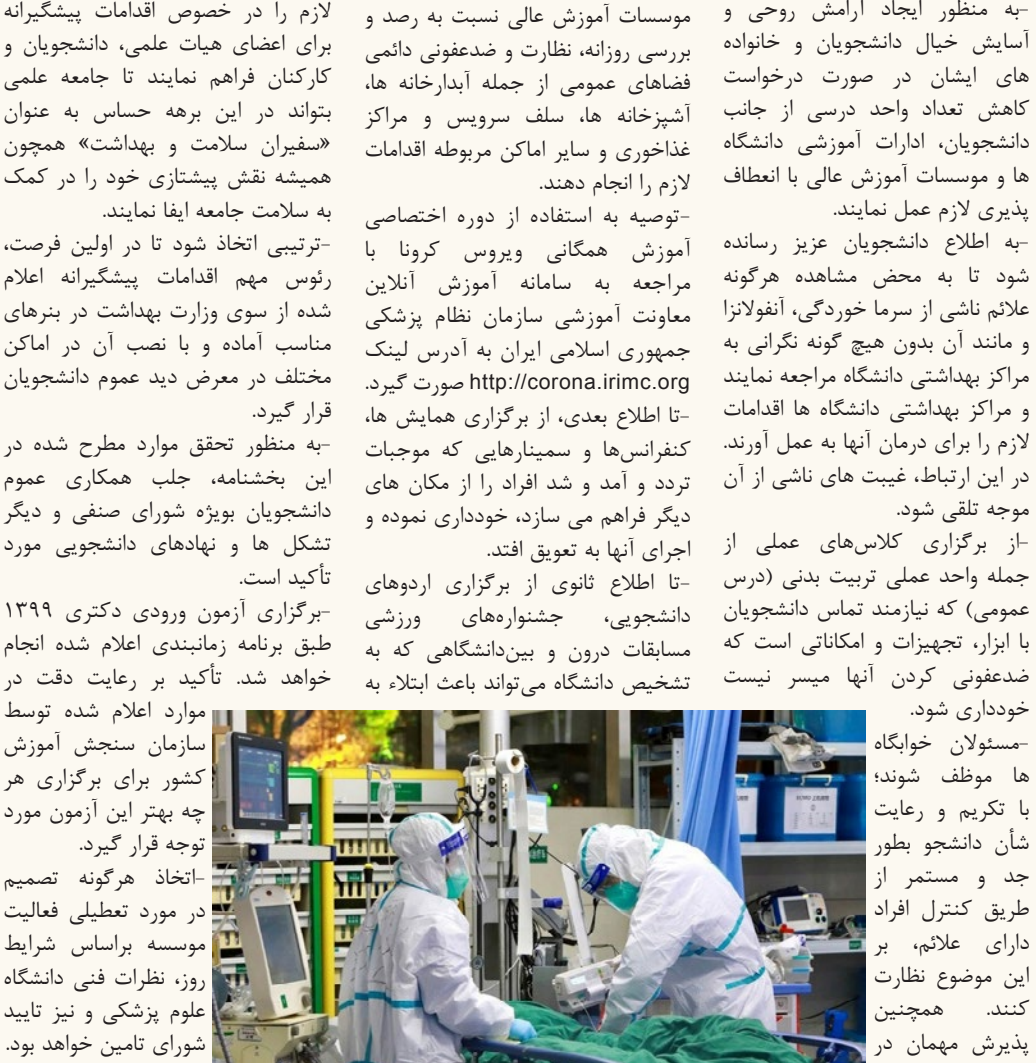 -به منظور ایجاد آرامش روحی و
آسایش خیال دانشجویان و خانواده
های ایشان در صورت درخواست
کاهش تعداد واحد درسی از جانب
دانشجویان، ادارات آموزشی دانشگاه
ها و موسسات آموزش عالی با انعطاف
پذیری لازم عمل نمایند.
-به اطلاع دانشجویان عزیز رسانده
شود تا به محض مشاهده هرگونه
علائم ناشی از سرما خوردگی، آنفولانزا
و مانند آن بدون هیچ گونه نگرانی به
مراکز بهداشتی دانشگاه مراجعه نمایند
و مراکز بهداشتی دانشگاه ها اقدامات
لازم را برای درمان آنها به عمل آورند.
در این ارتباط، غیبت های ناشی از آن
موجه تلقی شود.
-از برگزاری کلاس‌های عملی از
جمله واحد عملی تربیت بدنی (درس
عمومی) که نیازمند تماس دانشجویان
با ابزار، تجهیزات و امکاناتی است که
ضدعفونی کردن آنها میسر نیست
خودداری شود.
-مسئولان خوابگاه
ها موظف شوند؛
با تکریم و رعایت
شأن دانشجو بطور
جد و مستمر از
طریق کنترل افراد
دارای علائم، بر
این موضوع نظارت
کنند. همچنین
پذیرش مهمان در
موسسات آموزش عالی نسبت به رصد و
بررسی روزانه، نظارت و ضدعفونی دائمی
فضاهای عمومی از جمله آبدارخانه ها،
آشپزخانه ها، سلف سرویس و مراکز
غذاخوری و سایر اماکن مربوطه اقدامات
لازم را انجام دهند.
-توصیه به استفاده از دوره اختصاصی
آموزش همگانی ویروس کرونا با
مراجعه به سامانه آموزش آنلاین
معاونت آموزشی سازمان نظام پزشکی
جمهوری اسلامی ایران به آدرس لینک
http://corona.irimc.org صورت گیرد.
-تا اطلاع بعدی، از برگزاری همایش ها،
کنفرانس‌ها و سمینارهایی که موجبات
تردد و آمد و شد افراد را از مکان های
دیگر فراهم می سازد، خودداری نموده و
اجرای آنها به تعویق افتد.
-تا اطلاع ثانوی از برگزاری اردوهای
دانشجویی، جشنواره‌های ورزشی
مسابقات درون و بین‌دانشگاهی که به
تشخیص دانشگاه می‌تواند باعث ابتلاء به
لازم را در خصوص اقدامات پیشگیرانه
برای اعضای هیات علمی، دانشجویان و
کارکنان فراهم نمایند تا جامعه علمی
بتواند در این برهه حساس به عنوان
«سفیران سلامت و بهداشت» همچون
همیشه نقش پیشتازی خود را در کمک
به سلامت جامعه ایفا نمایند.
-ترتیبی اتخاذ شود تا در اولین فرصت،
رئوس مهم اقدامات پیشگیرانه اعلام
شده از سوی وزارت بهداشت در بنرهای
مناسب آماده و با نصب آن در اماکن
مختلف در معرض دید عموم دانشجویان
قرار گیرد.
-به منظور تحقق موارد مطرح شده در
این بخشنامه، جلب همکاری عموم
دانشجویان بویژه شورای صنفی و دیگر
تشکل ها و نهادهای دانشجویی مورد
تأکید است.
-برگزاری آزمون ورودی دکتری ۱۳۹۹
طبق برنامه زمانبندی اعلام شده انجام
خواهد شد. تأکید بر رعایت دقت در
موارد اعلام شده توسط
سازمان سنجش آموزش
کشور برای برگزاری هر
چه بهتر این آزمون مورد
توجه قرار گیرد.
-اتخاذ هرگونه تصمیم
در مورد تعطیلی فعالیت
موسسه براساس شرایط
روز، نظرات فنی دانشگاه
علوم پزشکی و نیز تایید
شورای تامین خواهد بود.